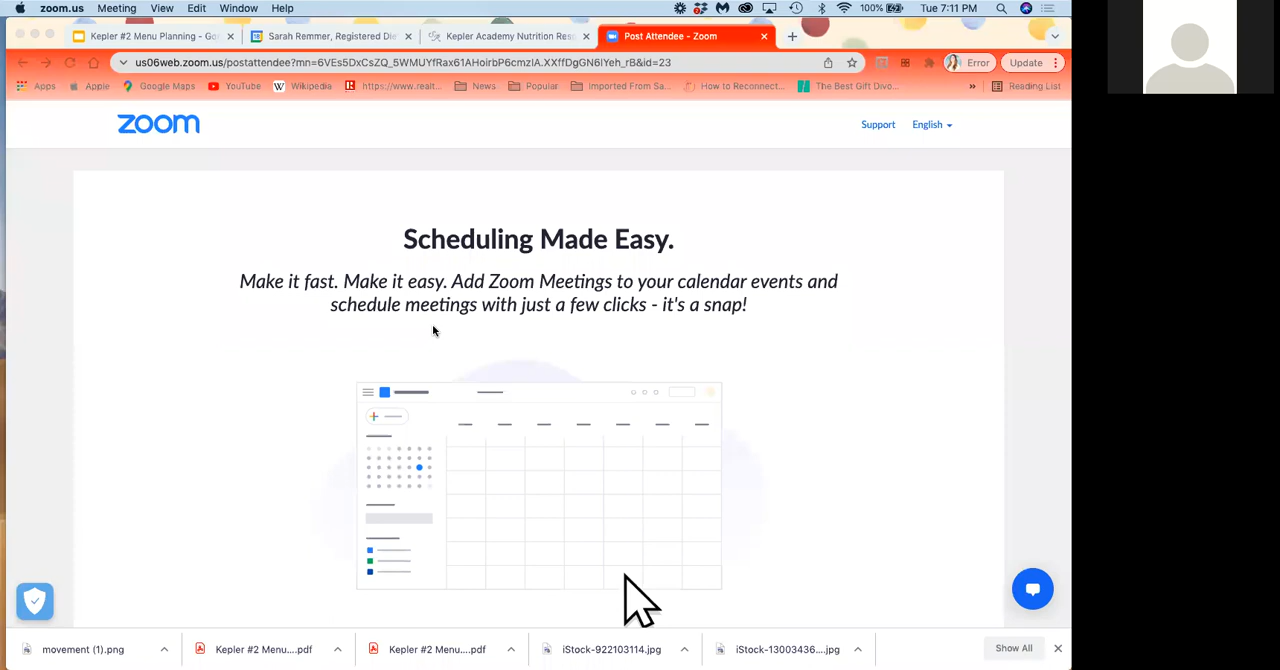 zoom.us Meeting View Edit Window Help 100% Tue 7:11 PM
Kepler #2 Menu Planning - Go Sarah Remmer, Registered Die Kepler Academy Nutrition Res Post Attendee - Zoom
us06web.zoom.us/postattendee?mn=6VEs5DxCsZQ_5WMUYfRax61AHoirbP6cmzIA.XXffDgGN6lYeh_rB&id=23 Error Update
Apps Apple Google Maps YouTube Wikipedia https://www.realt... News Popular Imported From Sa... How to Reconnect... The Best Gift Divo... » Reading List
zoom Support English
Scheduling Made Easy.
Make it fast. Make it easy. Add Zoom Meetings to your calendar events and
schedule meetings with just a few clicks - it's a snap!
movement (1).png Kepler #2 Menu....pdf Kepler #2 Menu....pdf iStock-922103114.jpg iStock-13003436....jpg Show All